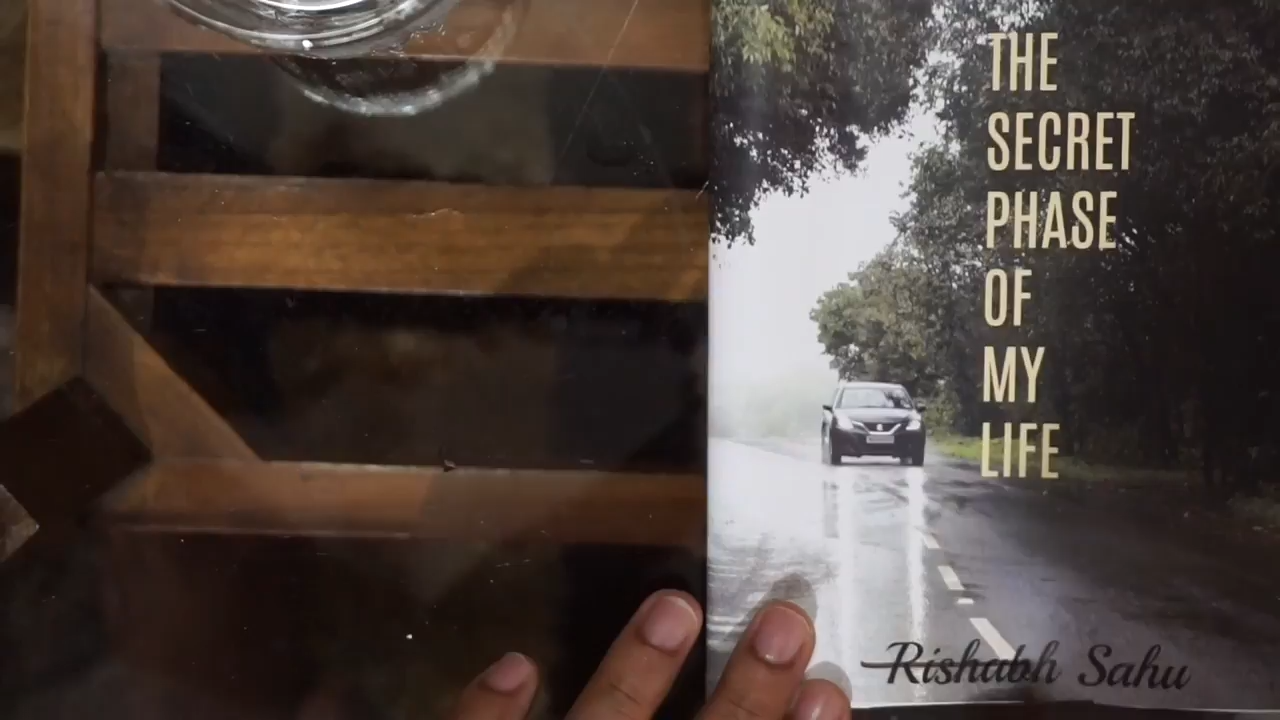 THE
SECRET
PHASE
OF
MY
LIFE
Rishabh Sahu